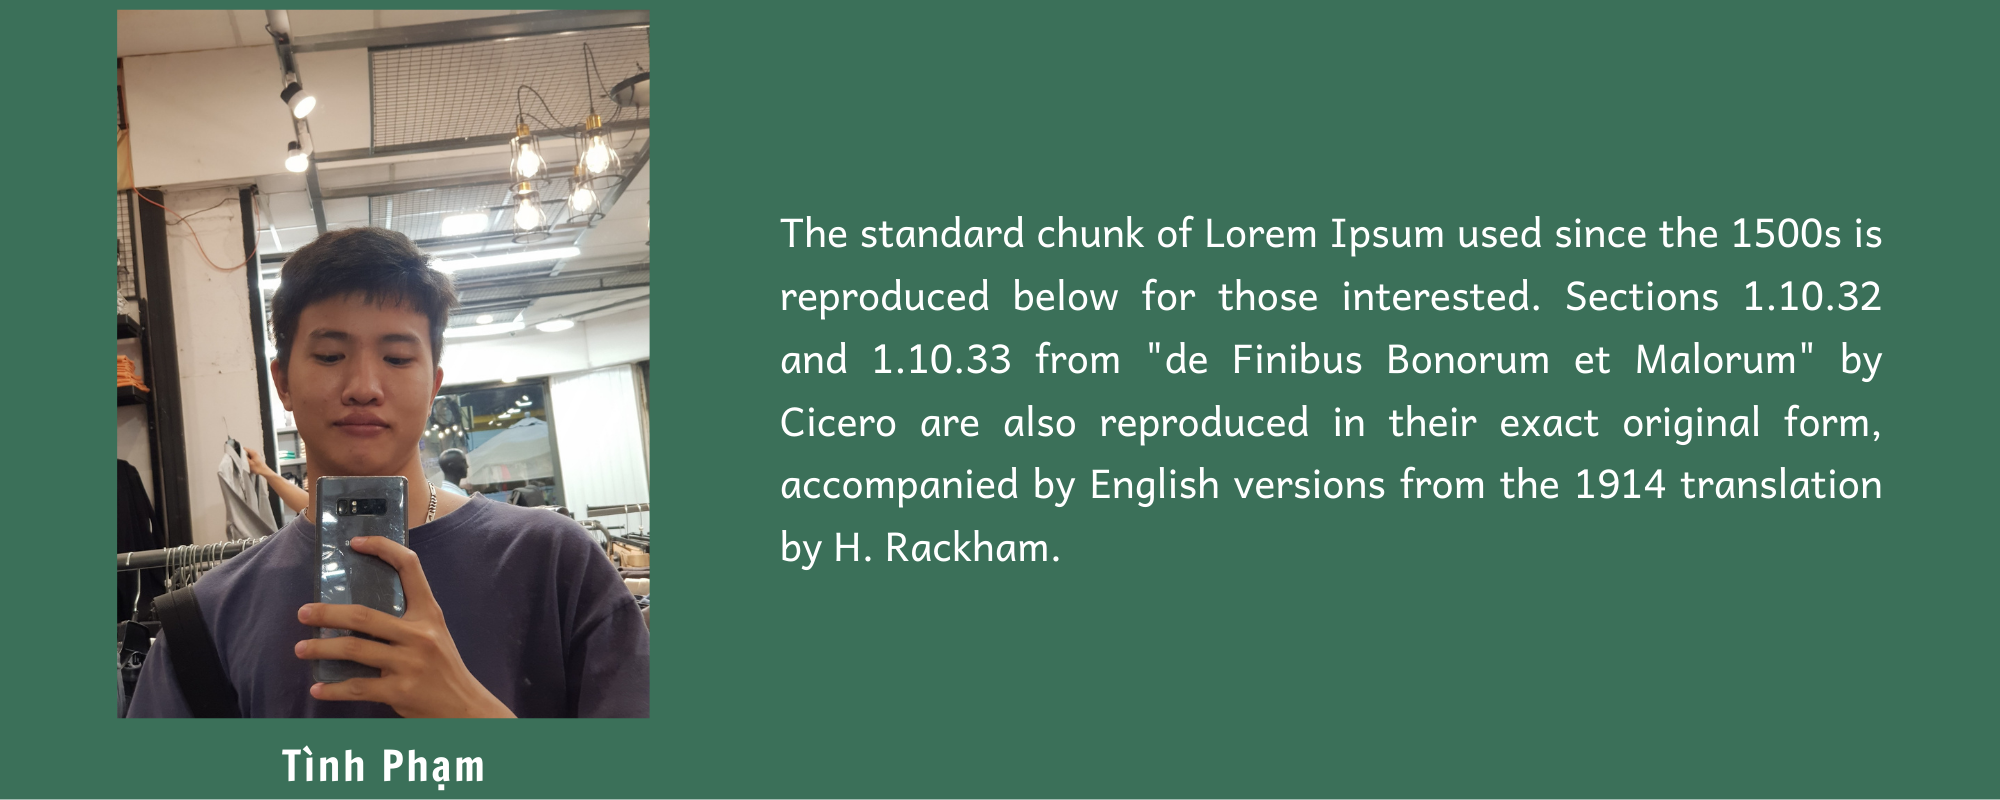 The standard chunk of Lorem Ipsum used since the 1500s is
reproduced below for those interested. Sections 1.10.32
and 1.10.33 from "de Finibus Bonorum et Malorum" by
Cicero are also reproduced in their exact original form,
accompanied by English versions from the 1914 translation
by H. Rackham.
Tình Phạm